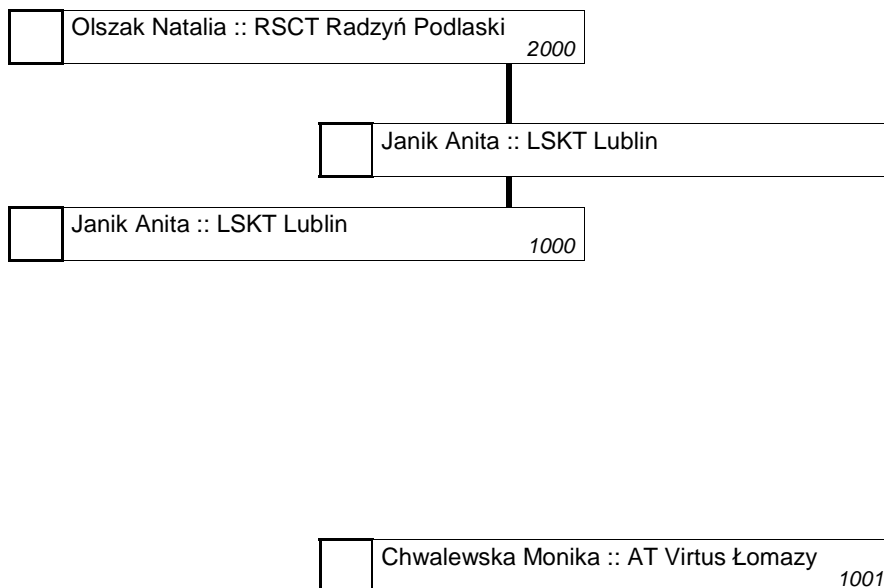 Olszak Natalia :: RSCT Radzyń Podlaski
2000
Janik Anita :: LSKT Lublin
Janik Anita :: LSKT Lublin
1000
Chwalewska Monika :: AT Virtus Łomazy
1001